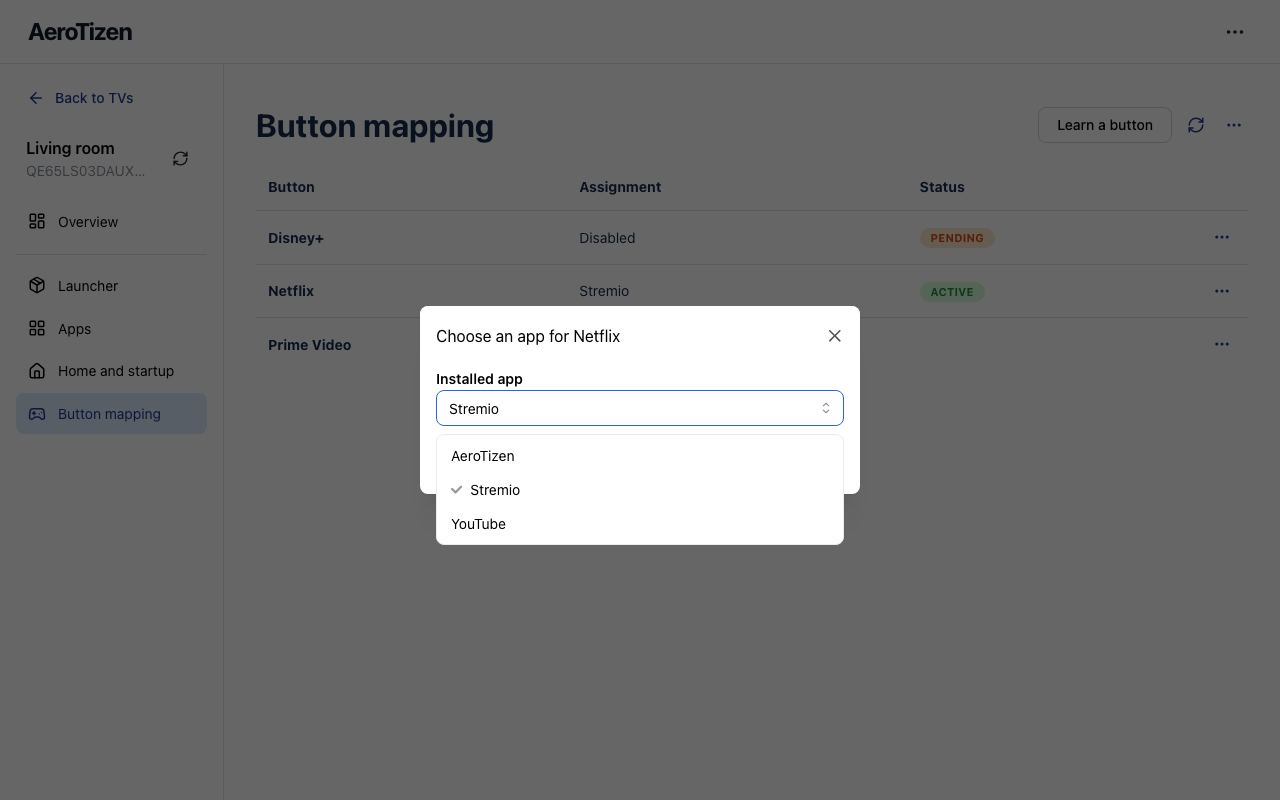 AeroTizen
Back to TVs
Living room
QE65LS03DAUX...
Overview
Launcher
Apps
Home and startup
Button mapping
Button mapping
Learn a button
Button Assignment Status
Disney+ Disabled PENDING
Netflix Stremio ACTIVE
Prime Video
Choose an app for Netflix
Installed app
Stremio
AeroTizen
Stremio
YouTube